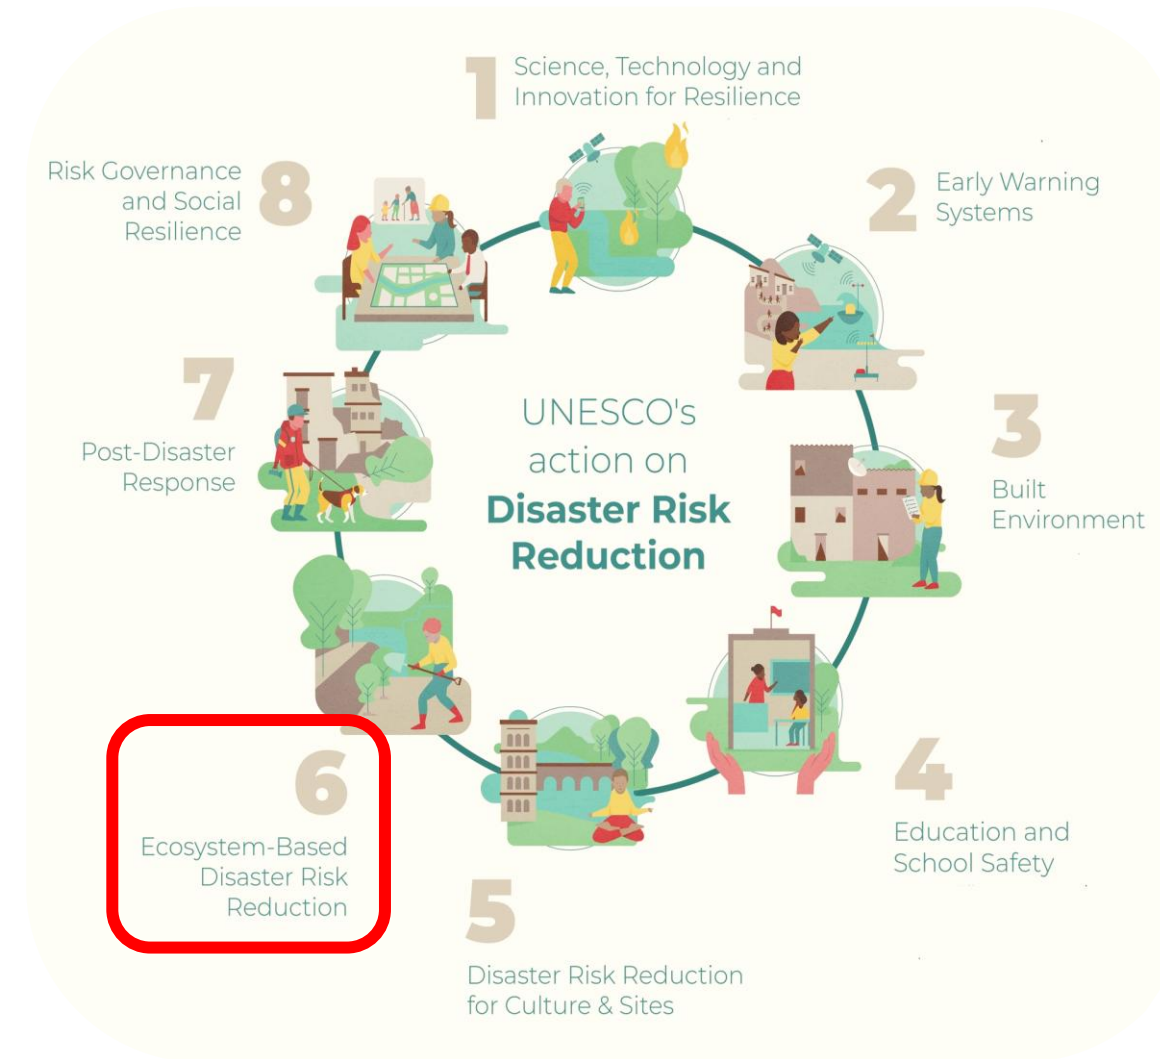 1
Science, Technology and
Innovation for Resilience
2
Early Warning
Systems
3
Built
Environment
4
Education and
School Safety
5
Disaster Risk Reduction
for Culture & Sites
6
Ecosystem-Based
Disaster Risk
Reduction
7
Post-Disaster
Response
8
Risk Governance
and Social
Resilience
UNESCO's
action on
Disaster Risk
Reduction